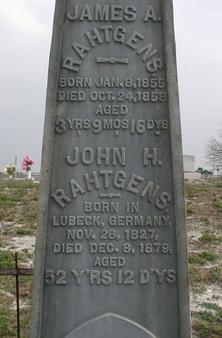 JAMES A.
RAHTGENS
BORN JAN. 8, 1855
DIED OCT. 24, 1858
AGED
3 YRS 9 MOS 16 DYS
JOHN H.
RAHTGENS
BORN IN
LUBECK, GERMANY,
NOV. 26, 1827,
DIED DEC. 8, 1879,
AGED
52 Y'RS 12 D'YS